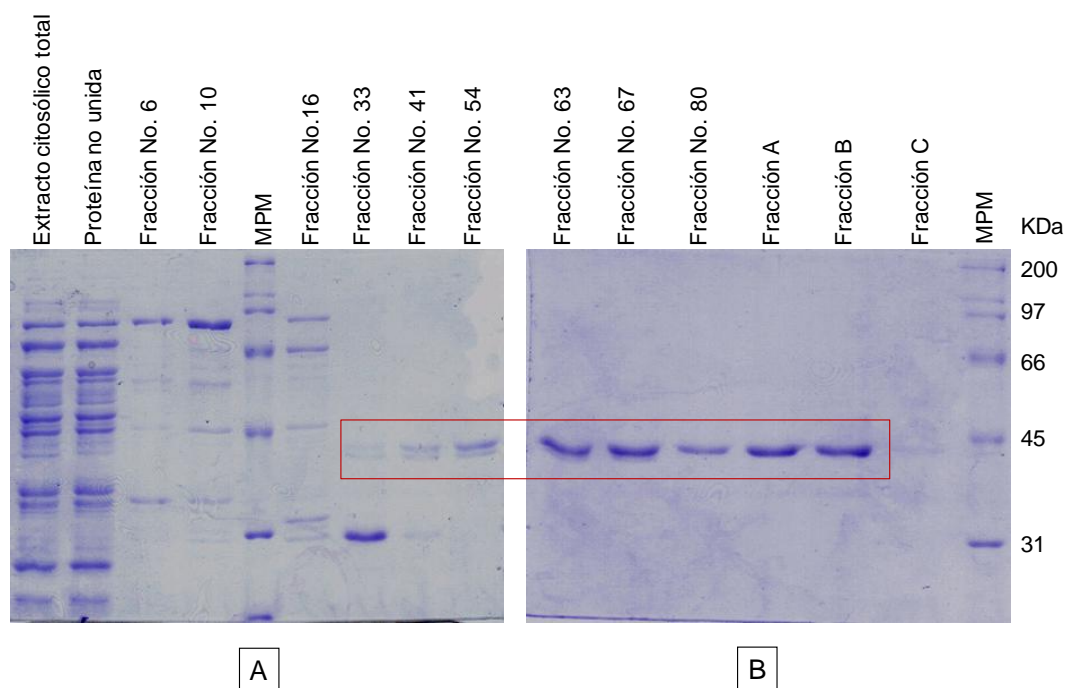 Extracto citosólico total
Proteína no unida
Fracción No. 6
Fracción No. 10
MPM
Fracción No.16
Fracción No. 33
Fracción No. 41
Fracción No. 54
Fracción No. 63
Fracción No. 67
Fracción No. 80
Fracción A
Fracción B
Fracción C
MPM
KDa
200
97
66
45
31
A
B